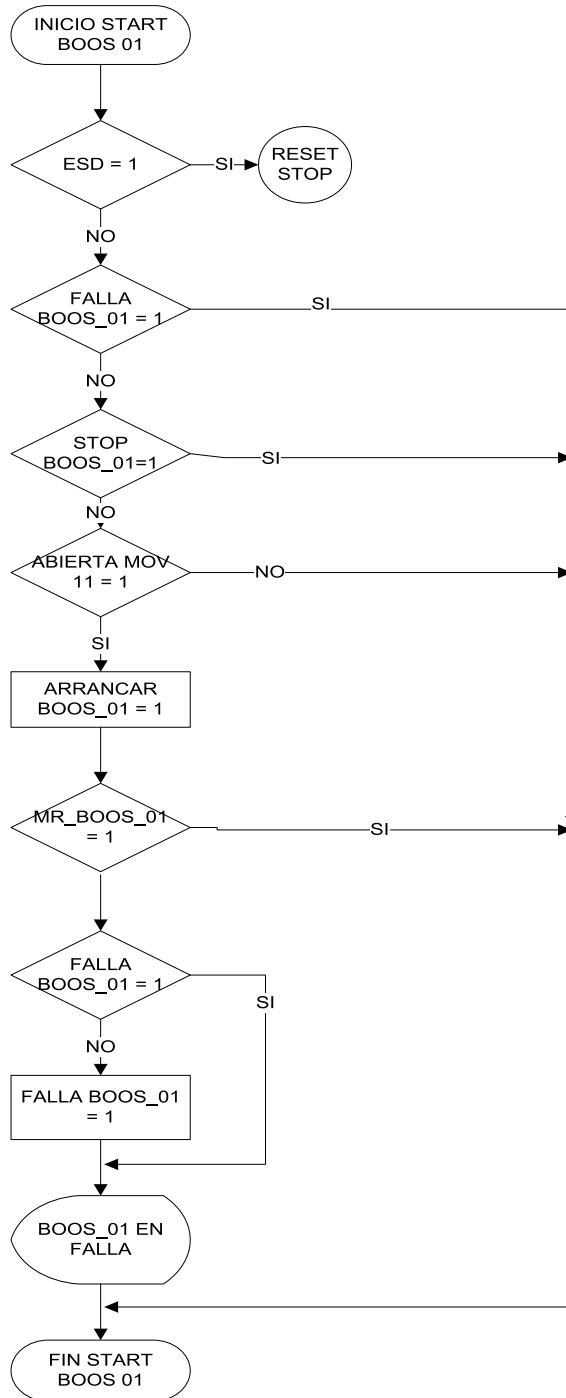 INICIO START
BOOS 01
ESD = 1
SI
RESET
STOP
NO
FALLA
BOOS_01 = 1
SI
NO
STOP
BOOS_01=1
SI
NO
ABIERTA MOV
11 = 1
NO
SI
ARRANCAR
BOOS_01 = 1
MR_BOOS_01
= 1
SI
FALLA
BOOS_01 = 1
SI
NO
FALLA BOOS_01
= 1
BOOS_01 EN
FALLA
FIN START
BOOS 01